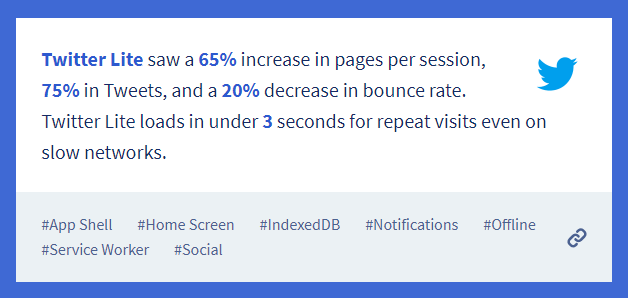 Twitter Lite saw a 65% increase in pages per session,
75% in Tweets, and a 20% decrease in bounce rate.
Twitter Lite loads in under 3 seconds for repeat visits even on
slow networks.
#App Shell #Home Screen #IndexedDB #Notifications #Offline
#Service Worker #Social